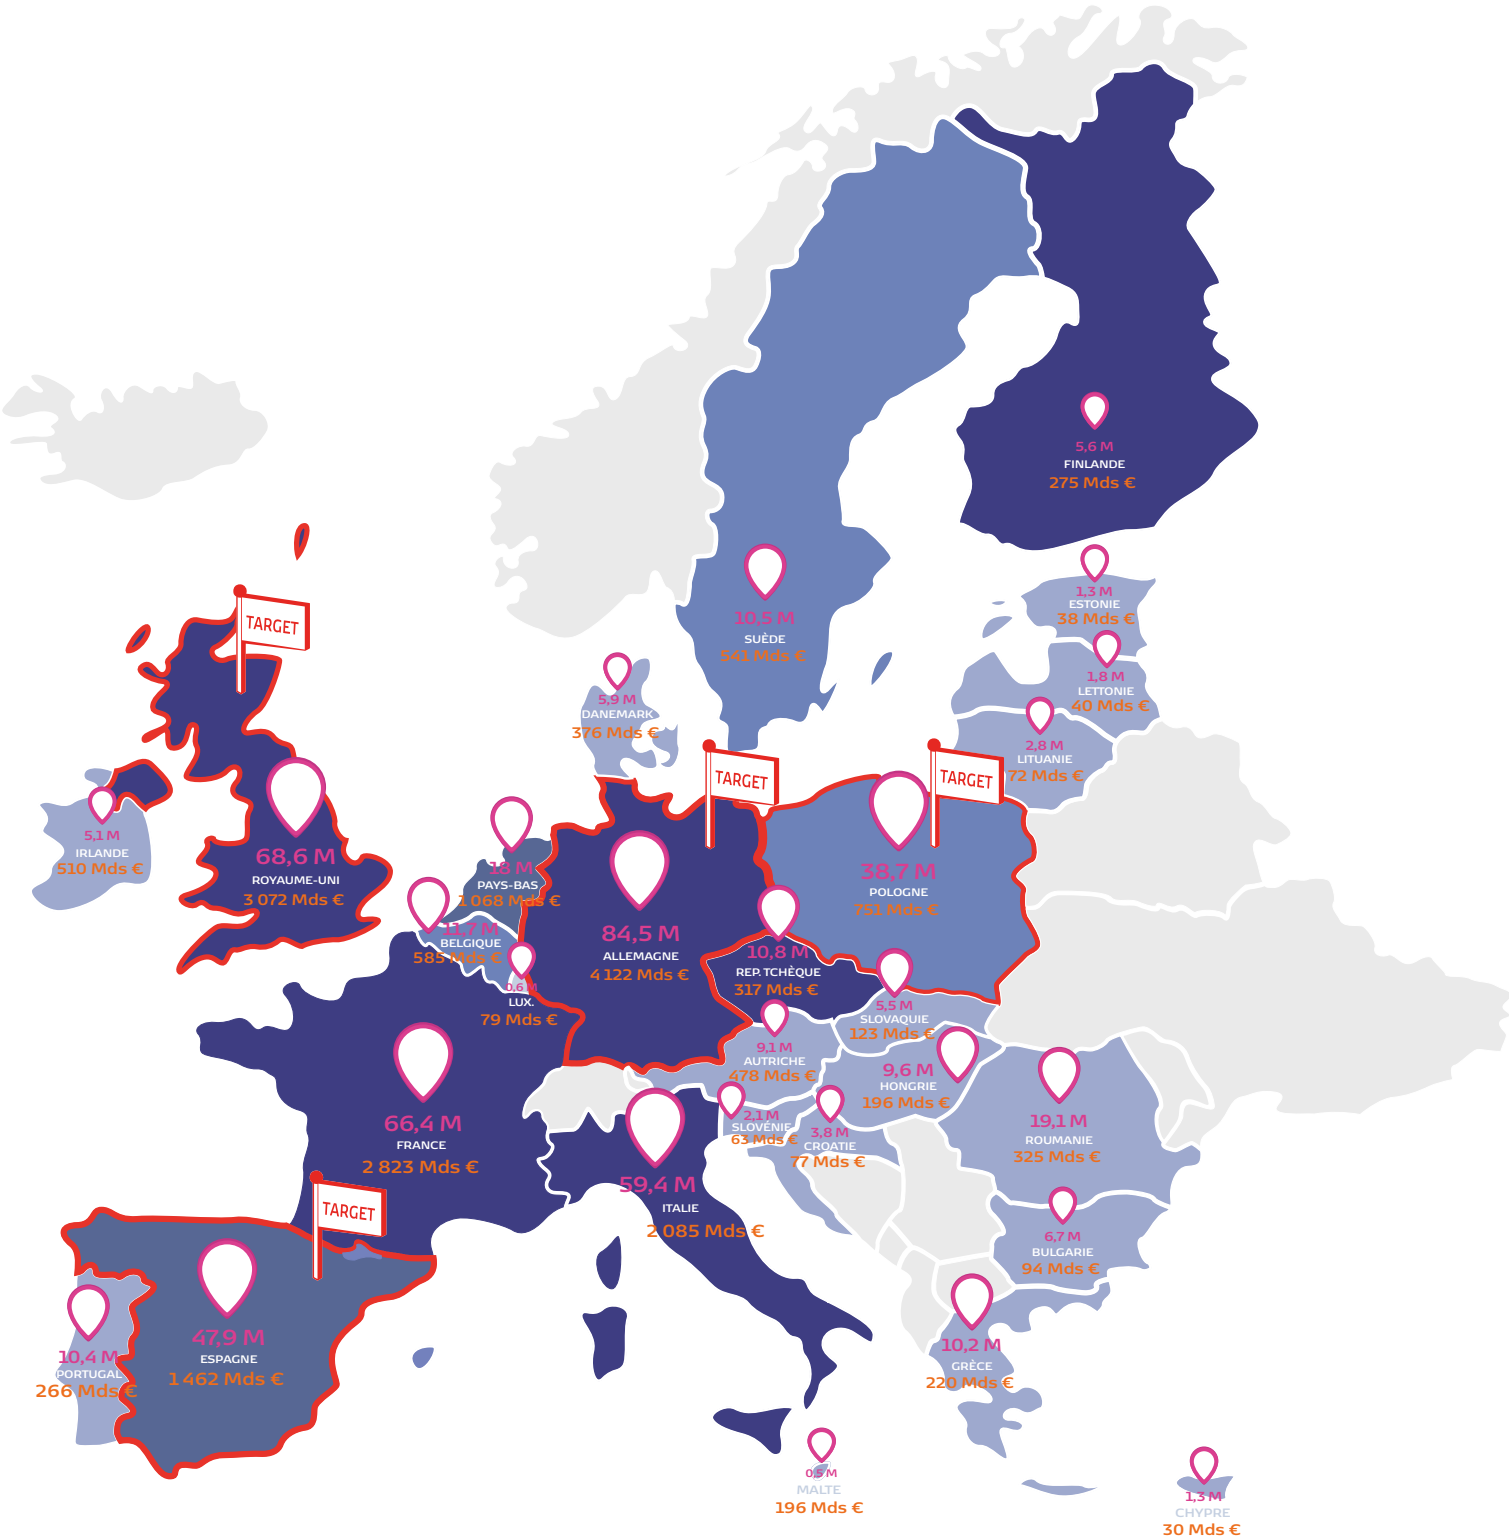 5,6 M
FINLANDE
275 Mds €
1,3 M
ESTONIE
38 Mds €
10,5 M
SUÈDE
541 Mds €
TARGET
1,8 M
LETTONIE
40 Mds €
5,9 M
DANEMARK
376 Mds €
2,8 M
LITUANIE
72 Mds €
TARGET
TARGET
5,1 M
IRLANDE
510 Mds €
68,6 M
ROYAUME-UNI
3 072 Mds €
18 M
PAYS-BAS
1 068 Mds €
38,7 M
POLOGNE
751 Mds €
11,7 M
BELGIQUE
585 Mds €
84,5 M
ALLEMAGNE
4 122 Mds €
10,8 M
REP. TCHÈQUE
317 Mds €
0,6 M
LUX.
79 Mds €
5,5 M
SLOVAQUIE
123 Mds €
9,1 M
AUTRICHE
478 Mds €
9,6 M
HONGRIE
196 Mds €
66,4 M
FRANCE
2 823 Mds €
2,1 M
SLOVÉNIE
63 Mds €
3,8 M
CROATIE
77 Mds €
19,1 M
ROUMANIE
325 Mds €
59,4 M
ITALIE
2 085 Mds €
TARGET
6,7 M
BULGARIE
94 Mds €
47,9 M
ESPAGNE
1 462 Mds €
10,4 M
PORTUGAL
266 Mds €
10,2 M
GRÈCE
220 Mds €
0,5 M
MALTE
196 Mds €
1,3 M
CHYPRE
30 Mds €